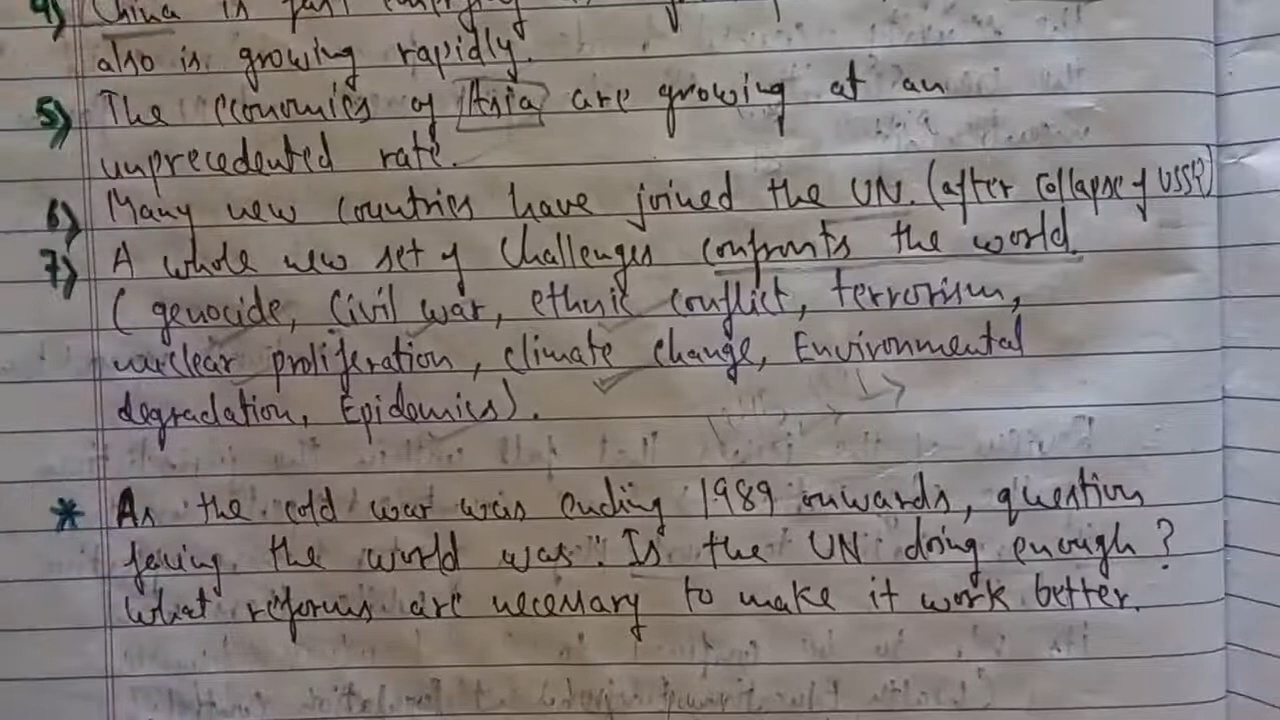 4) China is fast
also is growing rapidly.
5) The economies of Asia are growing at an
unprecedented rate.
6) Many new countries have joined the UN. (after collapse of USSR)
7) A whole new set of challenges confronts the world.
(genocide, civil war, ethnic conflict, terrorism,
nuclear proliferation, climate change, Environmental
degradation, Epidemics).
* As the cold war was ending 1989 onwards, question
facing the world was: Is the UN doing enough?
What reforms are necessary to make it work better.